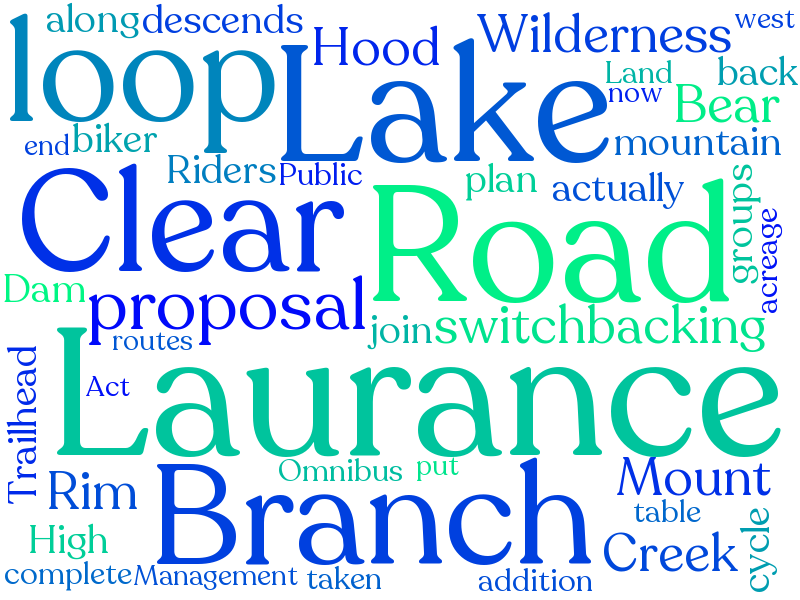 along descends Hood Wilderness west
loop Lake Land back
now Bear
end biker mountain
Riders Public plan actually
Clear Road groups acreage
Dam proposal
join switchbacking
routes
Trailhead Act Laurance
Omnibus put Mount
Rim Branch table
High Creek cycle
complete Management taken addition